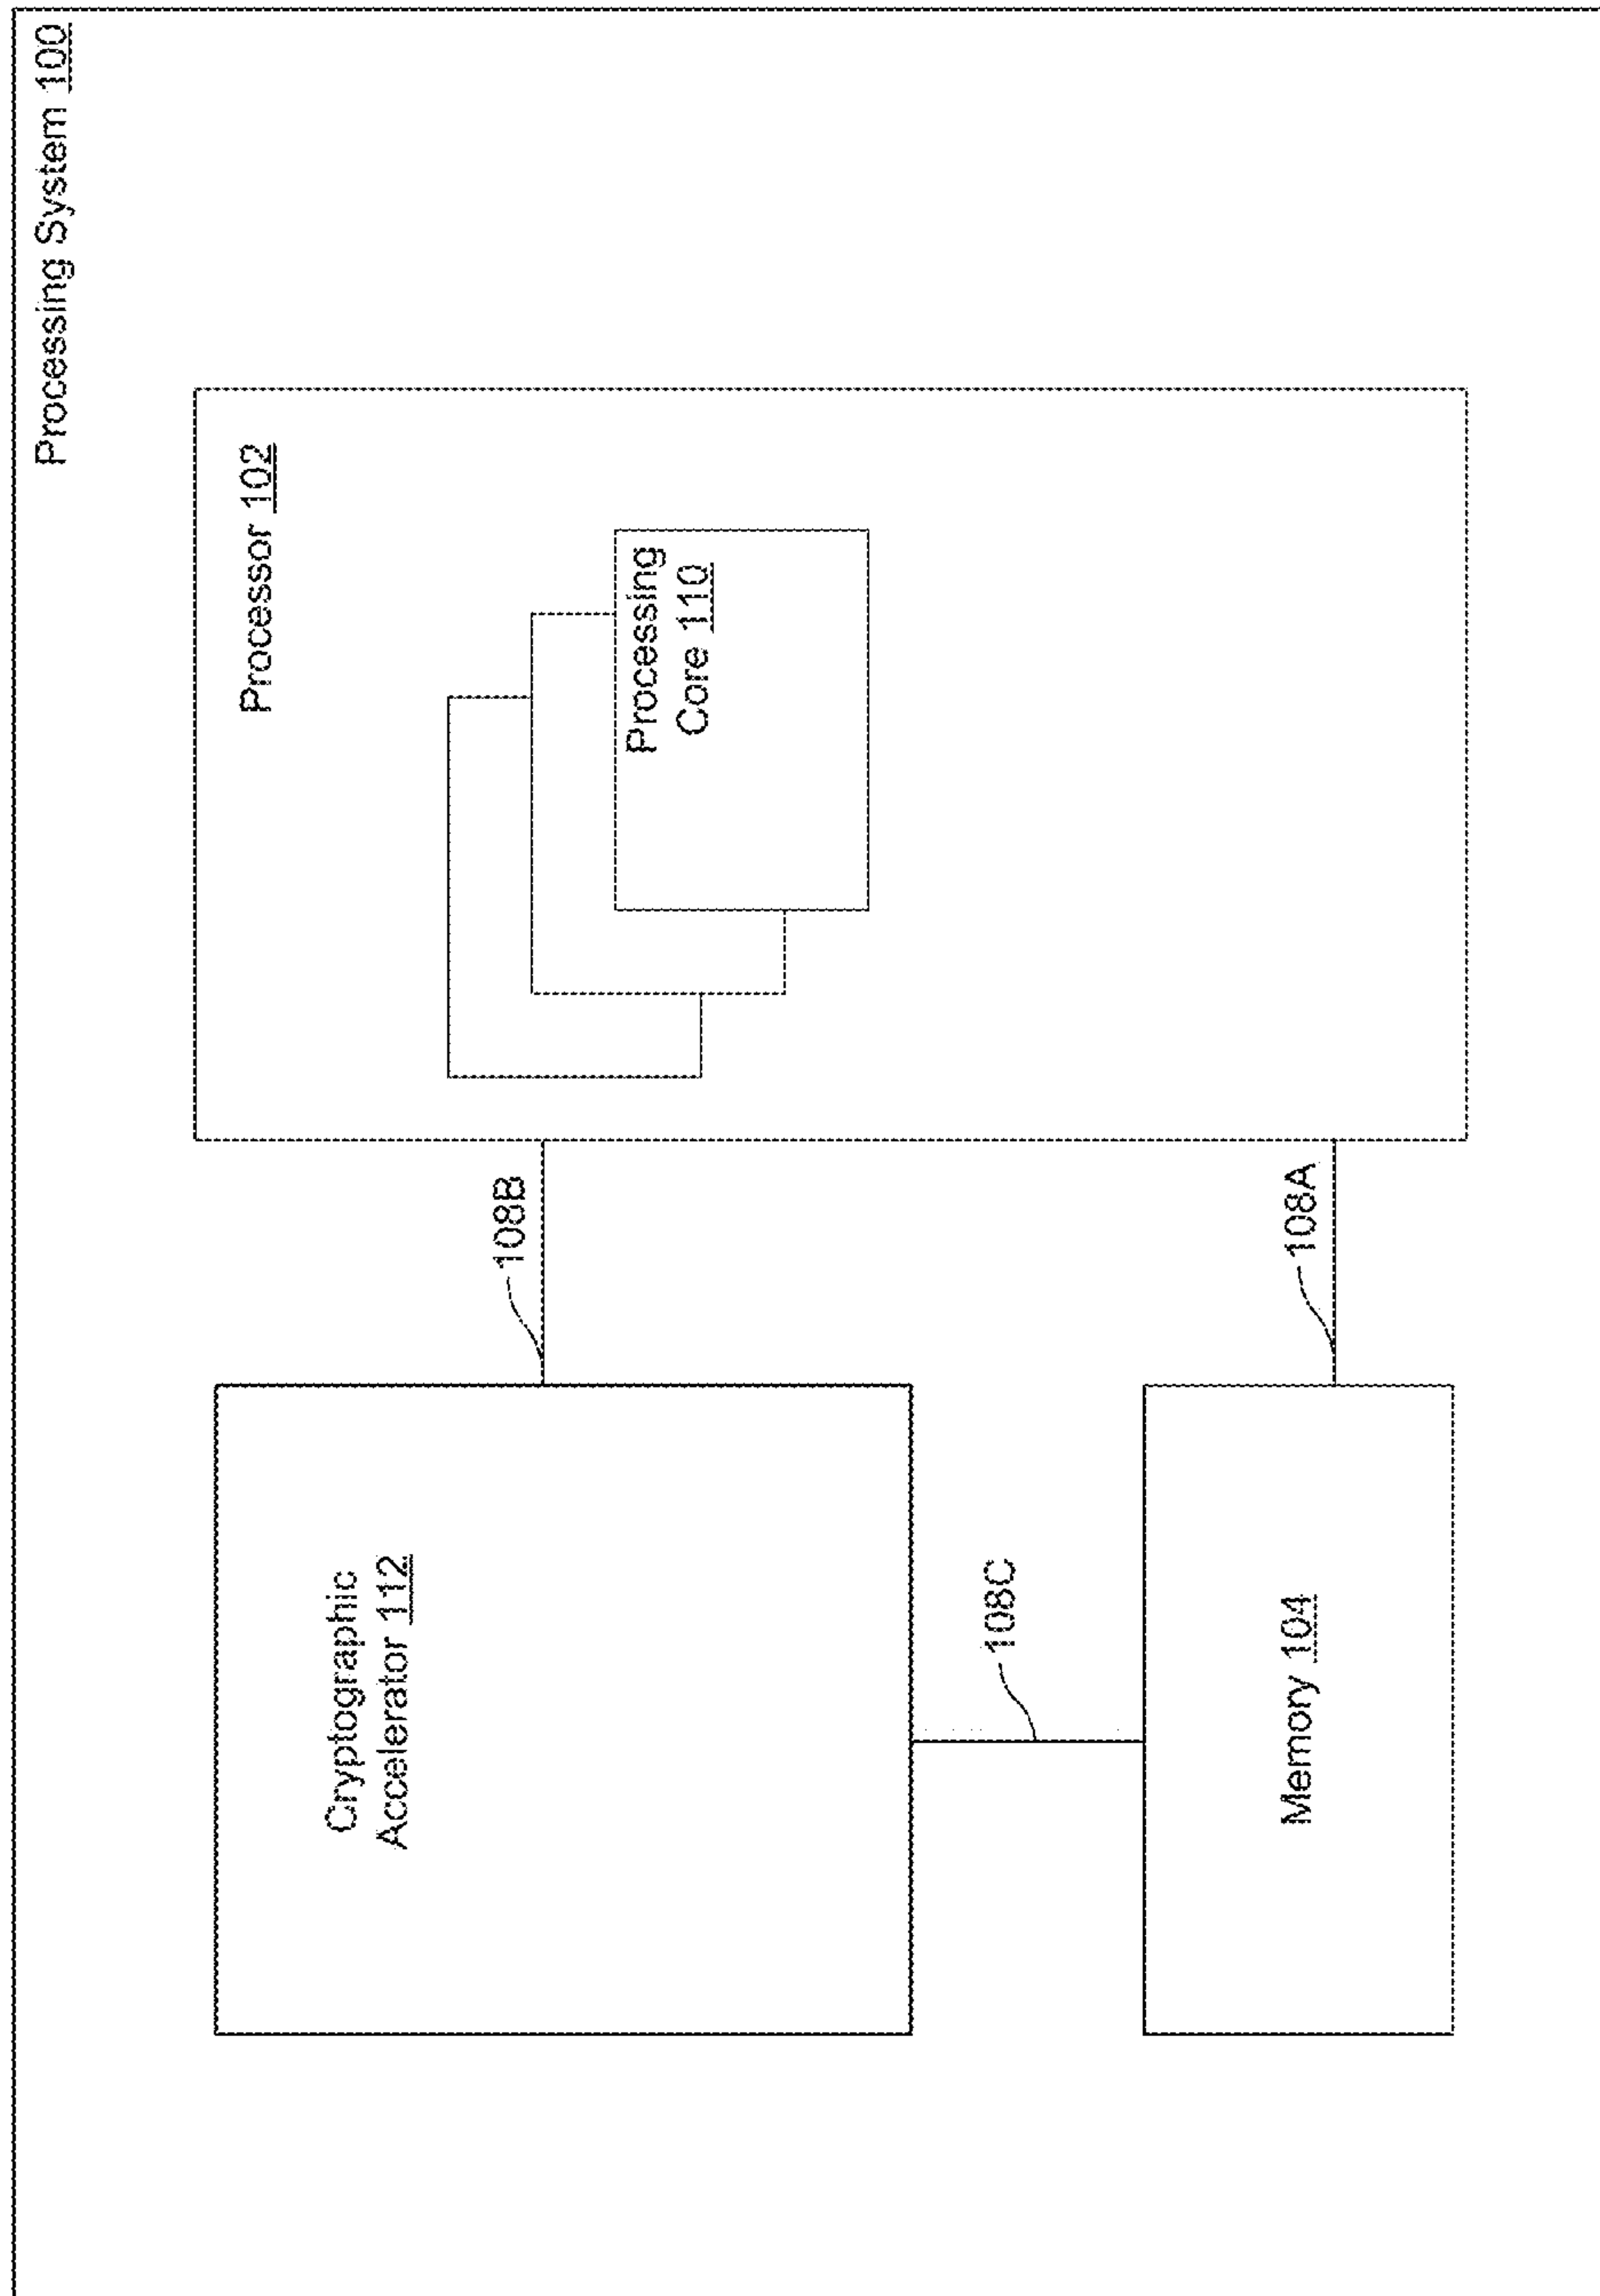 Processing System 100
Processor 102
Processing
Core 110
108B
108A
Cryptographic
Accelerator 112
108C
Memory 104